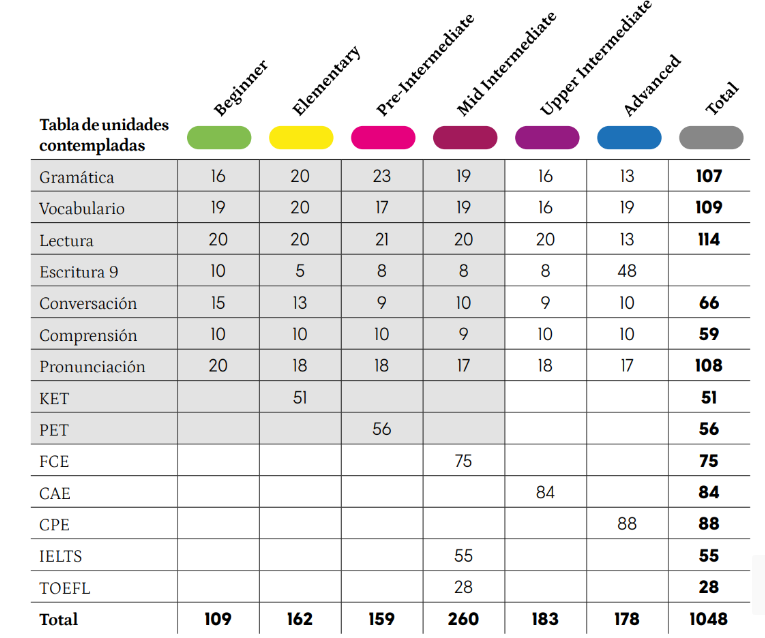 Beginner Elementary Pre-Intermediate Mid Intermediate Upper Intermediate Advanced Total
Tabla de unidades
contempladas
Gramática 16 20 23 19 16 13 107
Vocabulario 19 20 17 19 16 19 109
Lectura 20 20 21 20 20 13 114
Escritura 9 10 5 8 8 8 48
Conversación 15 13 9 10 9 10 66
Comprensión 10 10 10 9 10 10 59
Pronunciación 20 18 18 17 18 17 108
KET 51 51
PET 56 56
FCE 75 75
CAE 84 84
CPE 88 88
IELTS 55 55
TOEFL 28 28
Total 109 162 159 260 183 178 1048